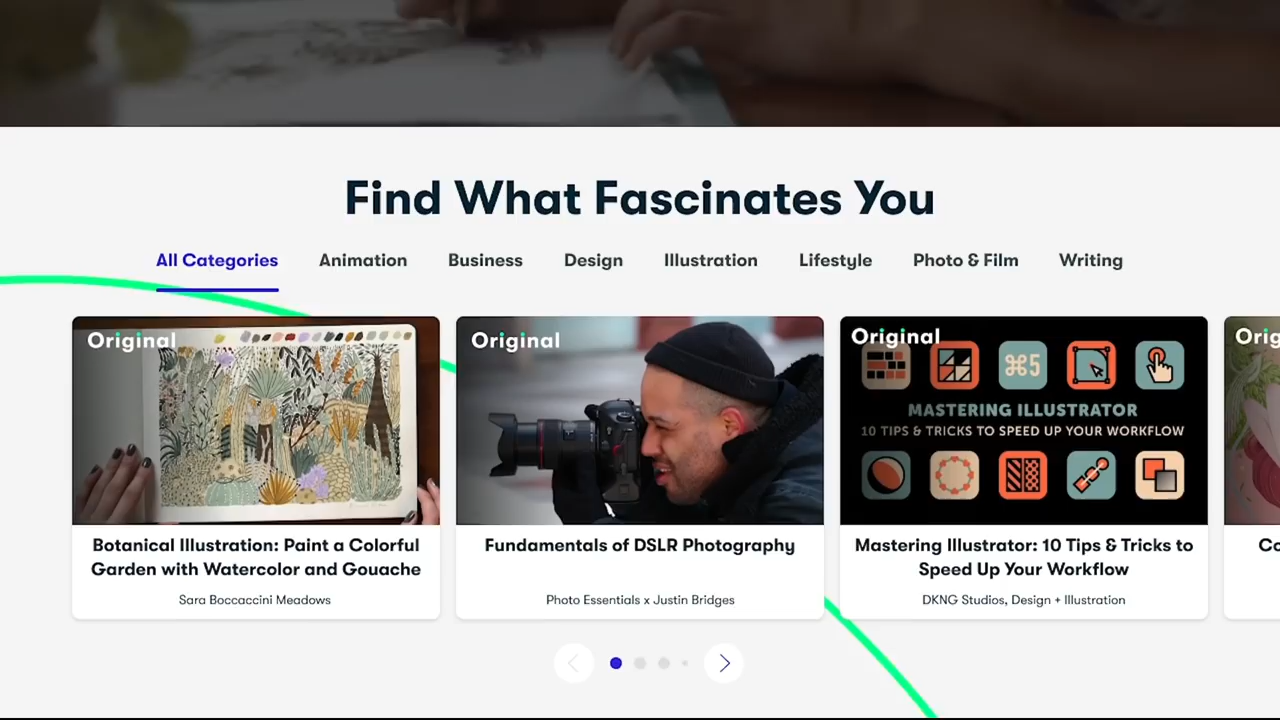 Find What Fascinates You
All Categories
Animation
Business
Design
Illustration
Lifestyle
Photo & Film
Writing
Original
Original
Original
⌘5
MASTERING ILLUSTRATOR
10 TIPS & TRICKS TO SPEED UP YOUR WORKFLOW
Botanical Illustration: Paint a Colorful
Garden with Watercolor and Gouache
Sara Boccaccini Meadows
Fundamentals of DSLR Photography
Photo Essentials x Justin Bridges
Mastering Illustrator: 10 Tips & Tricks to
Speed Up Your Workflow
DKNG Studios, Design + Illustration